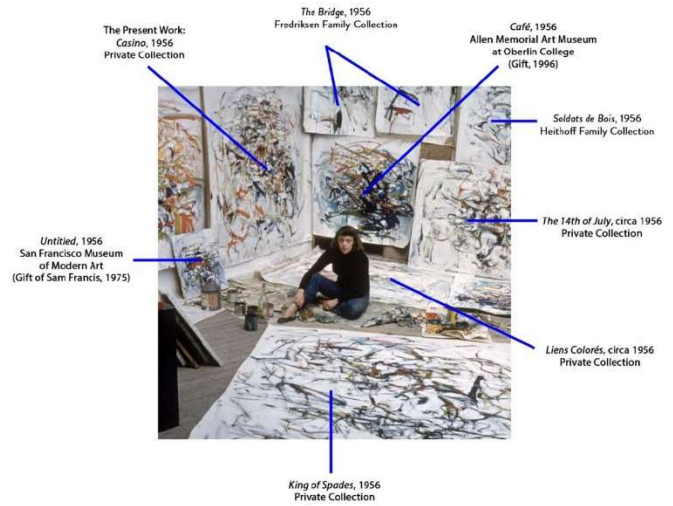 The Bridge, 1956
Fredriksen Family Collection
The Present Work:
Casino, 1956
Private Collection
Café, 1956
Allen Memorial Art Museum
at Oberlin College
(Gift, 1996)
Soldats de Bois, 1956
Heithoff Family Collection
The 14th of July, circa 1956
Private Collection
Untitled, 1956
San Francisco Museum
of Modern Art
(Gift of Sam Francis, 1975)
Liens Colorés, circa 1956
Private Collection
King of Spades, 1956
Private Collection